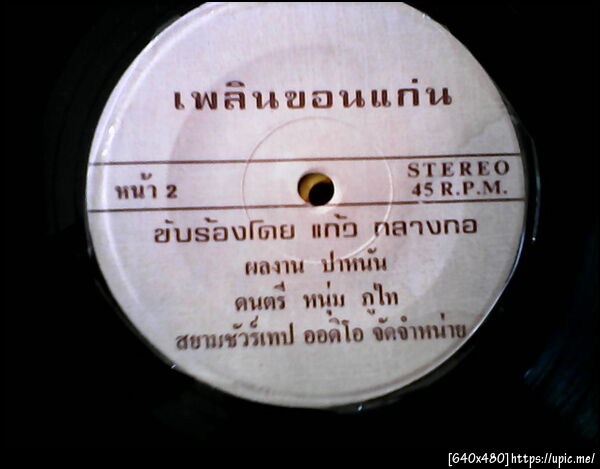 เพลินขอนแก่น
หน้า 2
STEREO
45 R.P.M.
ขับร้องโดย แก้ว กลางกอ
ผลงาน ปาหนัน
ดนตรี หนุ่ม ภูไท
สยามชัวร์เทป ออดิโอ จัดจำหน่าย
[640x480]https://upic.me/